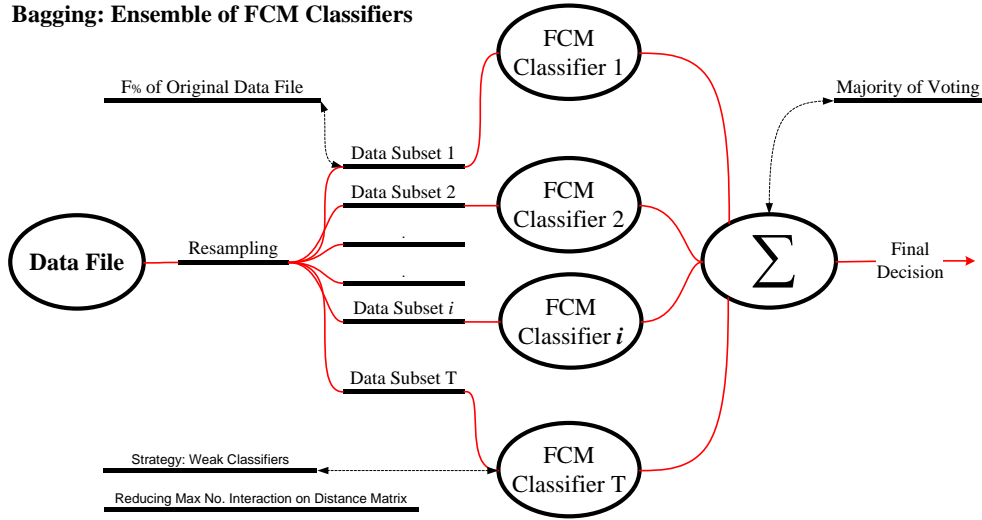 Bagging: Ensemble of FCM Classifiers
FCM
Classifier 1
F% of Original Data File
Majority of Voting
Data Subset 1
Data Subset 2
FCM
Classifier 2
.
Data File
Resampling
Σ
Final
Decision
.
Data Subset i
FCM
Classifier i
Data Subset T
FCM
Classifier T
Strategy: Weak Classifiers
Reducing Max No. Interaction on Distance Matrix